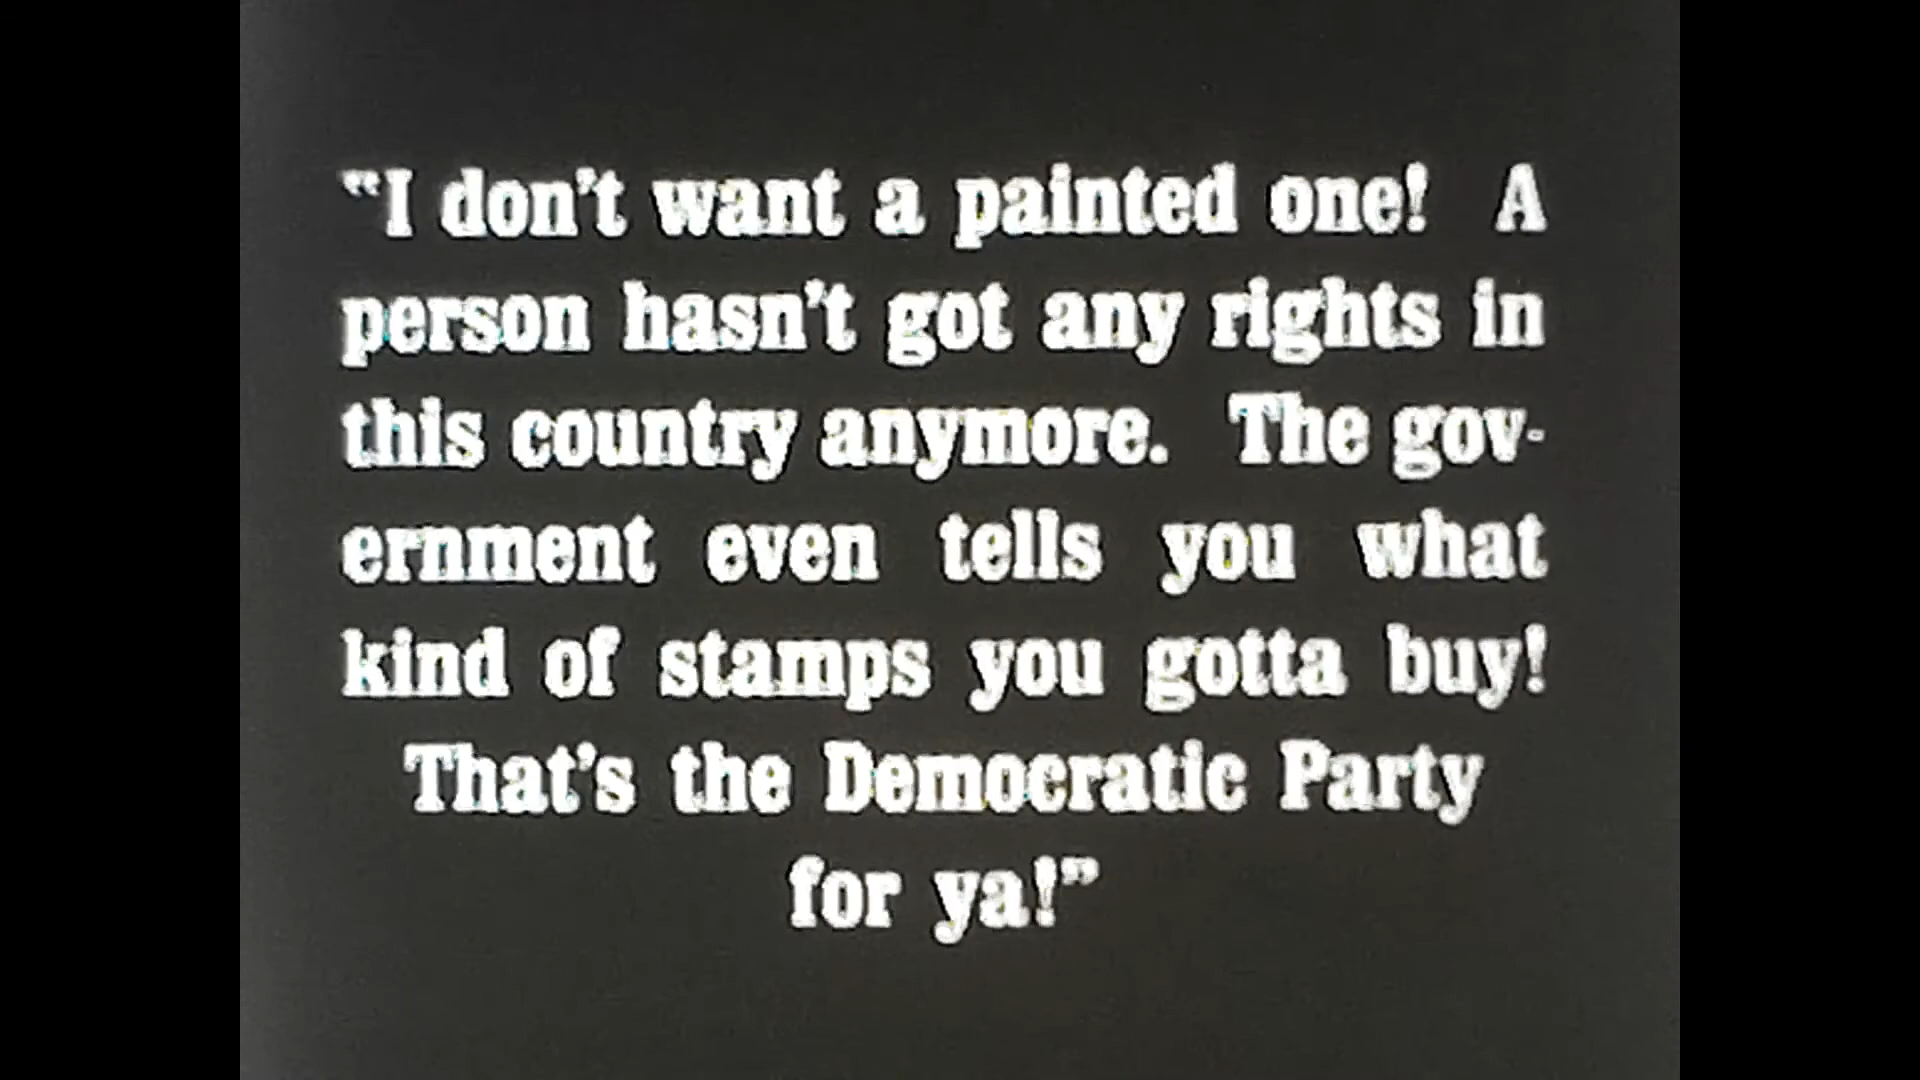 “I don't want a painted one! A
person hasn't got any rights in
this country anymore. The gov-
ernment even tells you what
kind of stamps you gotta buy!
That's the Democratic Party
for ya!”